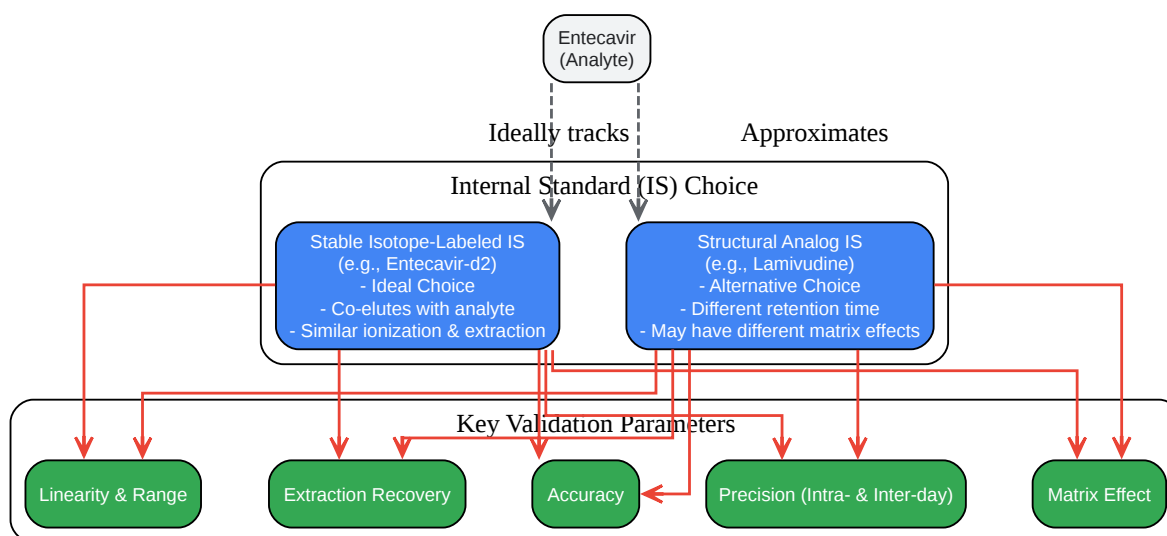 Entecavir
(Analyte)
Ideally tracks
Approximates
Internal Standard (IS) Choice
Stable Isotope-Labeled IS
(e.g., Entecavir-d2)
- Ideal Choice
- Co-elutes with analyte
- Similar ionization & extraction
Structural Analog IS
(e.g., Lamivudine)
- Alternative Choice
- Different retention time
- May have different matrix effects
Key Validation Parameters
Linearity & Range
Extraction Recovery
Accuracy
Precision (Intra- & Inter-day)
Matrix Effect